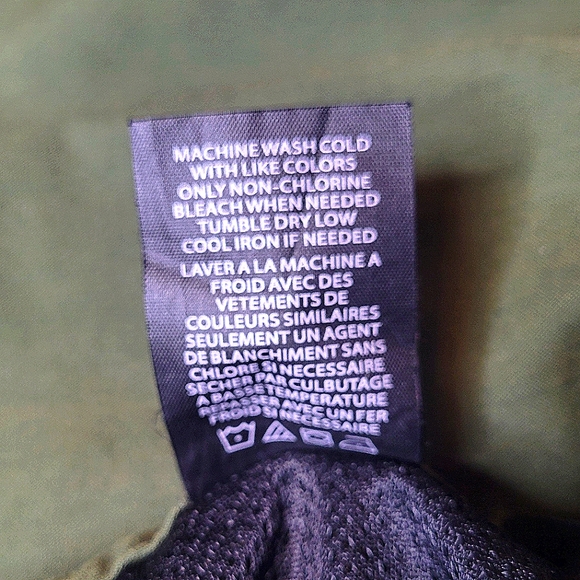 MACHINE WASH COLD
WITH LIKE COLORS
ONLY NON-CHLORINE
BLEACH WHEN NEEDED
TUMBLE DRY LOW
COOL IRON IF NEEDED
LAVER A LA MACHINE A
FROID AVEC DES
VETEMENTS DE
COULEURS SIMILAIRES
SEULEMENT UN AGENT
DE BLANCHIMENT SANS
CHLORE SI NECESSAIRE
SECHER PAR CULBUTAGE
A BASSE TEMPERATURE
AVEC UN FER
FROID SI NECESSAIRE